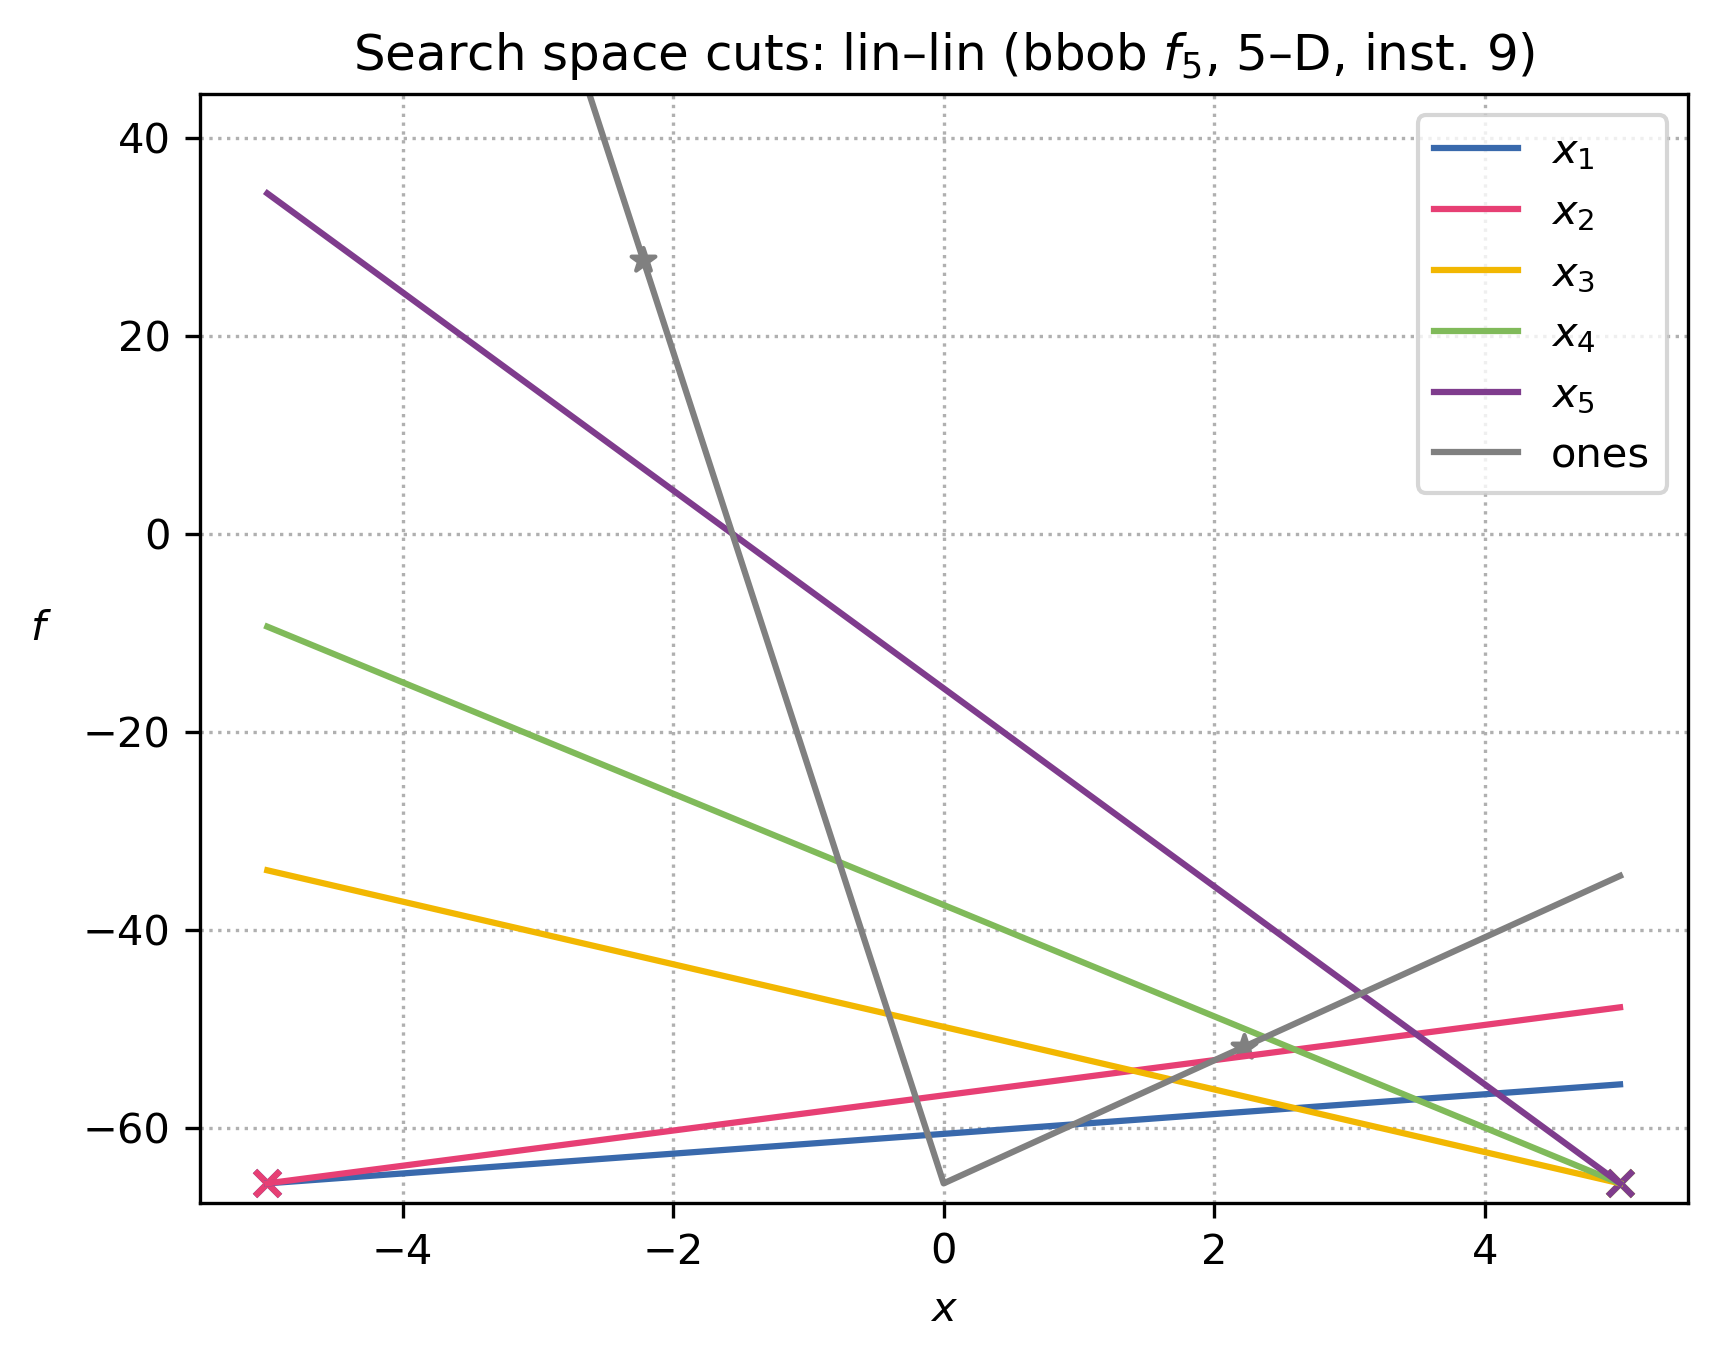 Search space cuts: lin–lin (bbob f₅, 5–D, inst. 9)
40
20
0
−20
−40
−60
f
−4
−2
0
2
4
x
x₁
x₂
x₃
x₄
x₅
ones